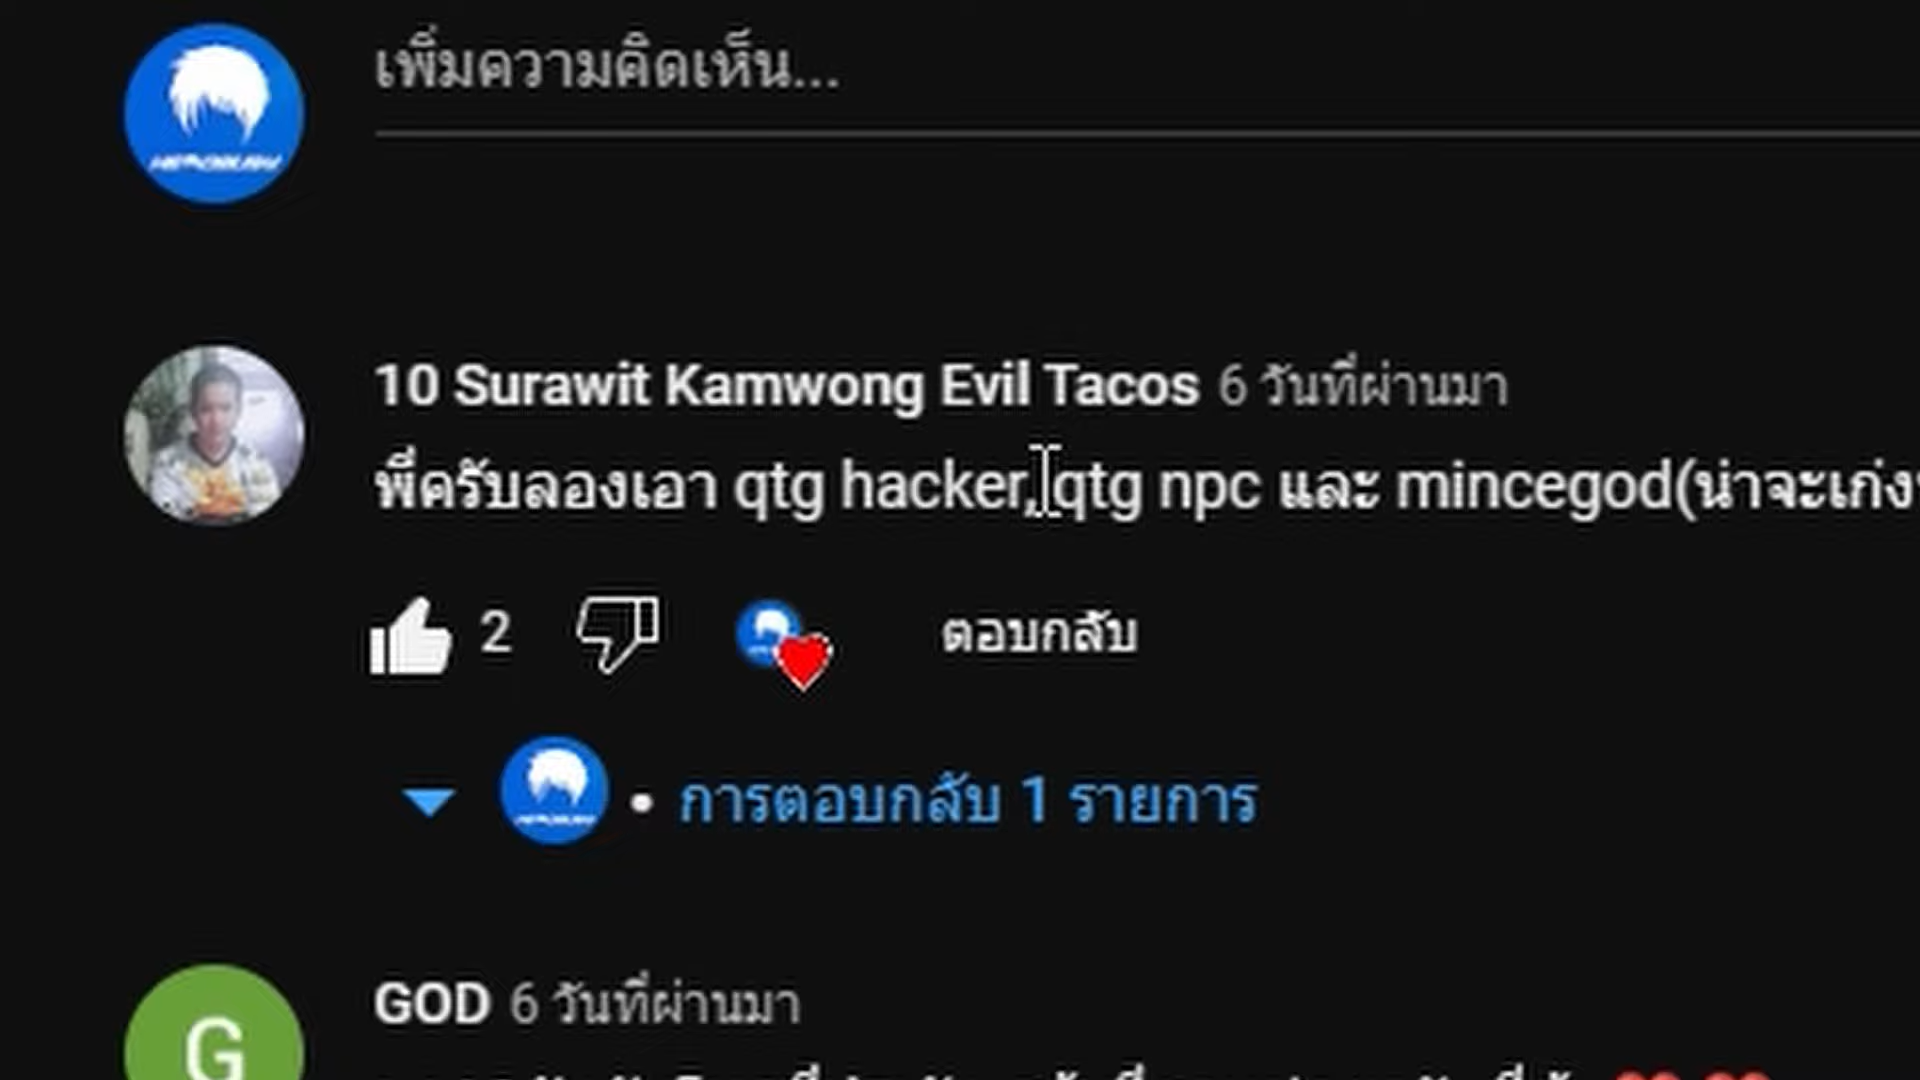 เพิ่มความคิดเห็น...
10 Surawit Kamwong Evil Tacos 6 วันที่ผ่านมา
พี่ครับลองเอา qtg hacker, qtg npc และ mincegod(น่าจะเก่ง
2
ตอบกลับ
• การตอบกลับ 1 รายการ
GOD 6 วันที่ผ่านมา
G